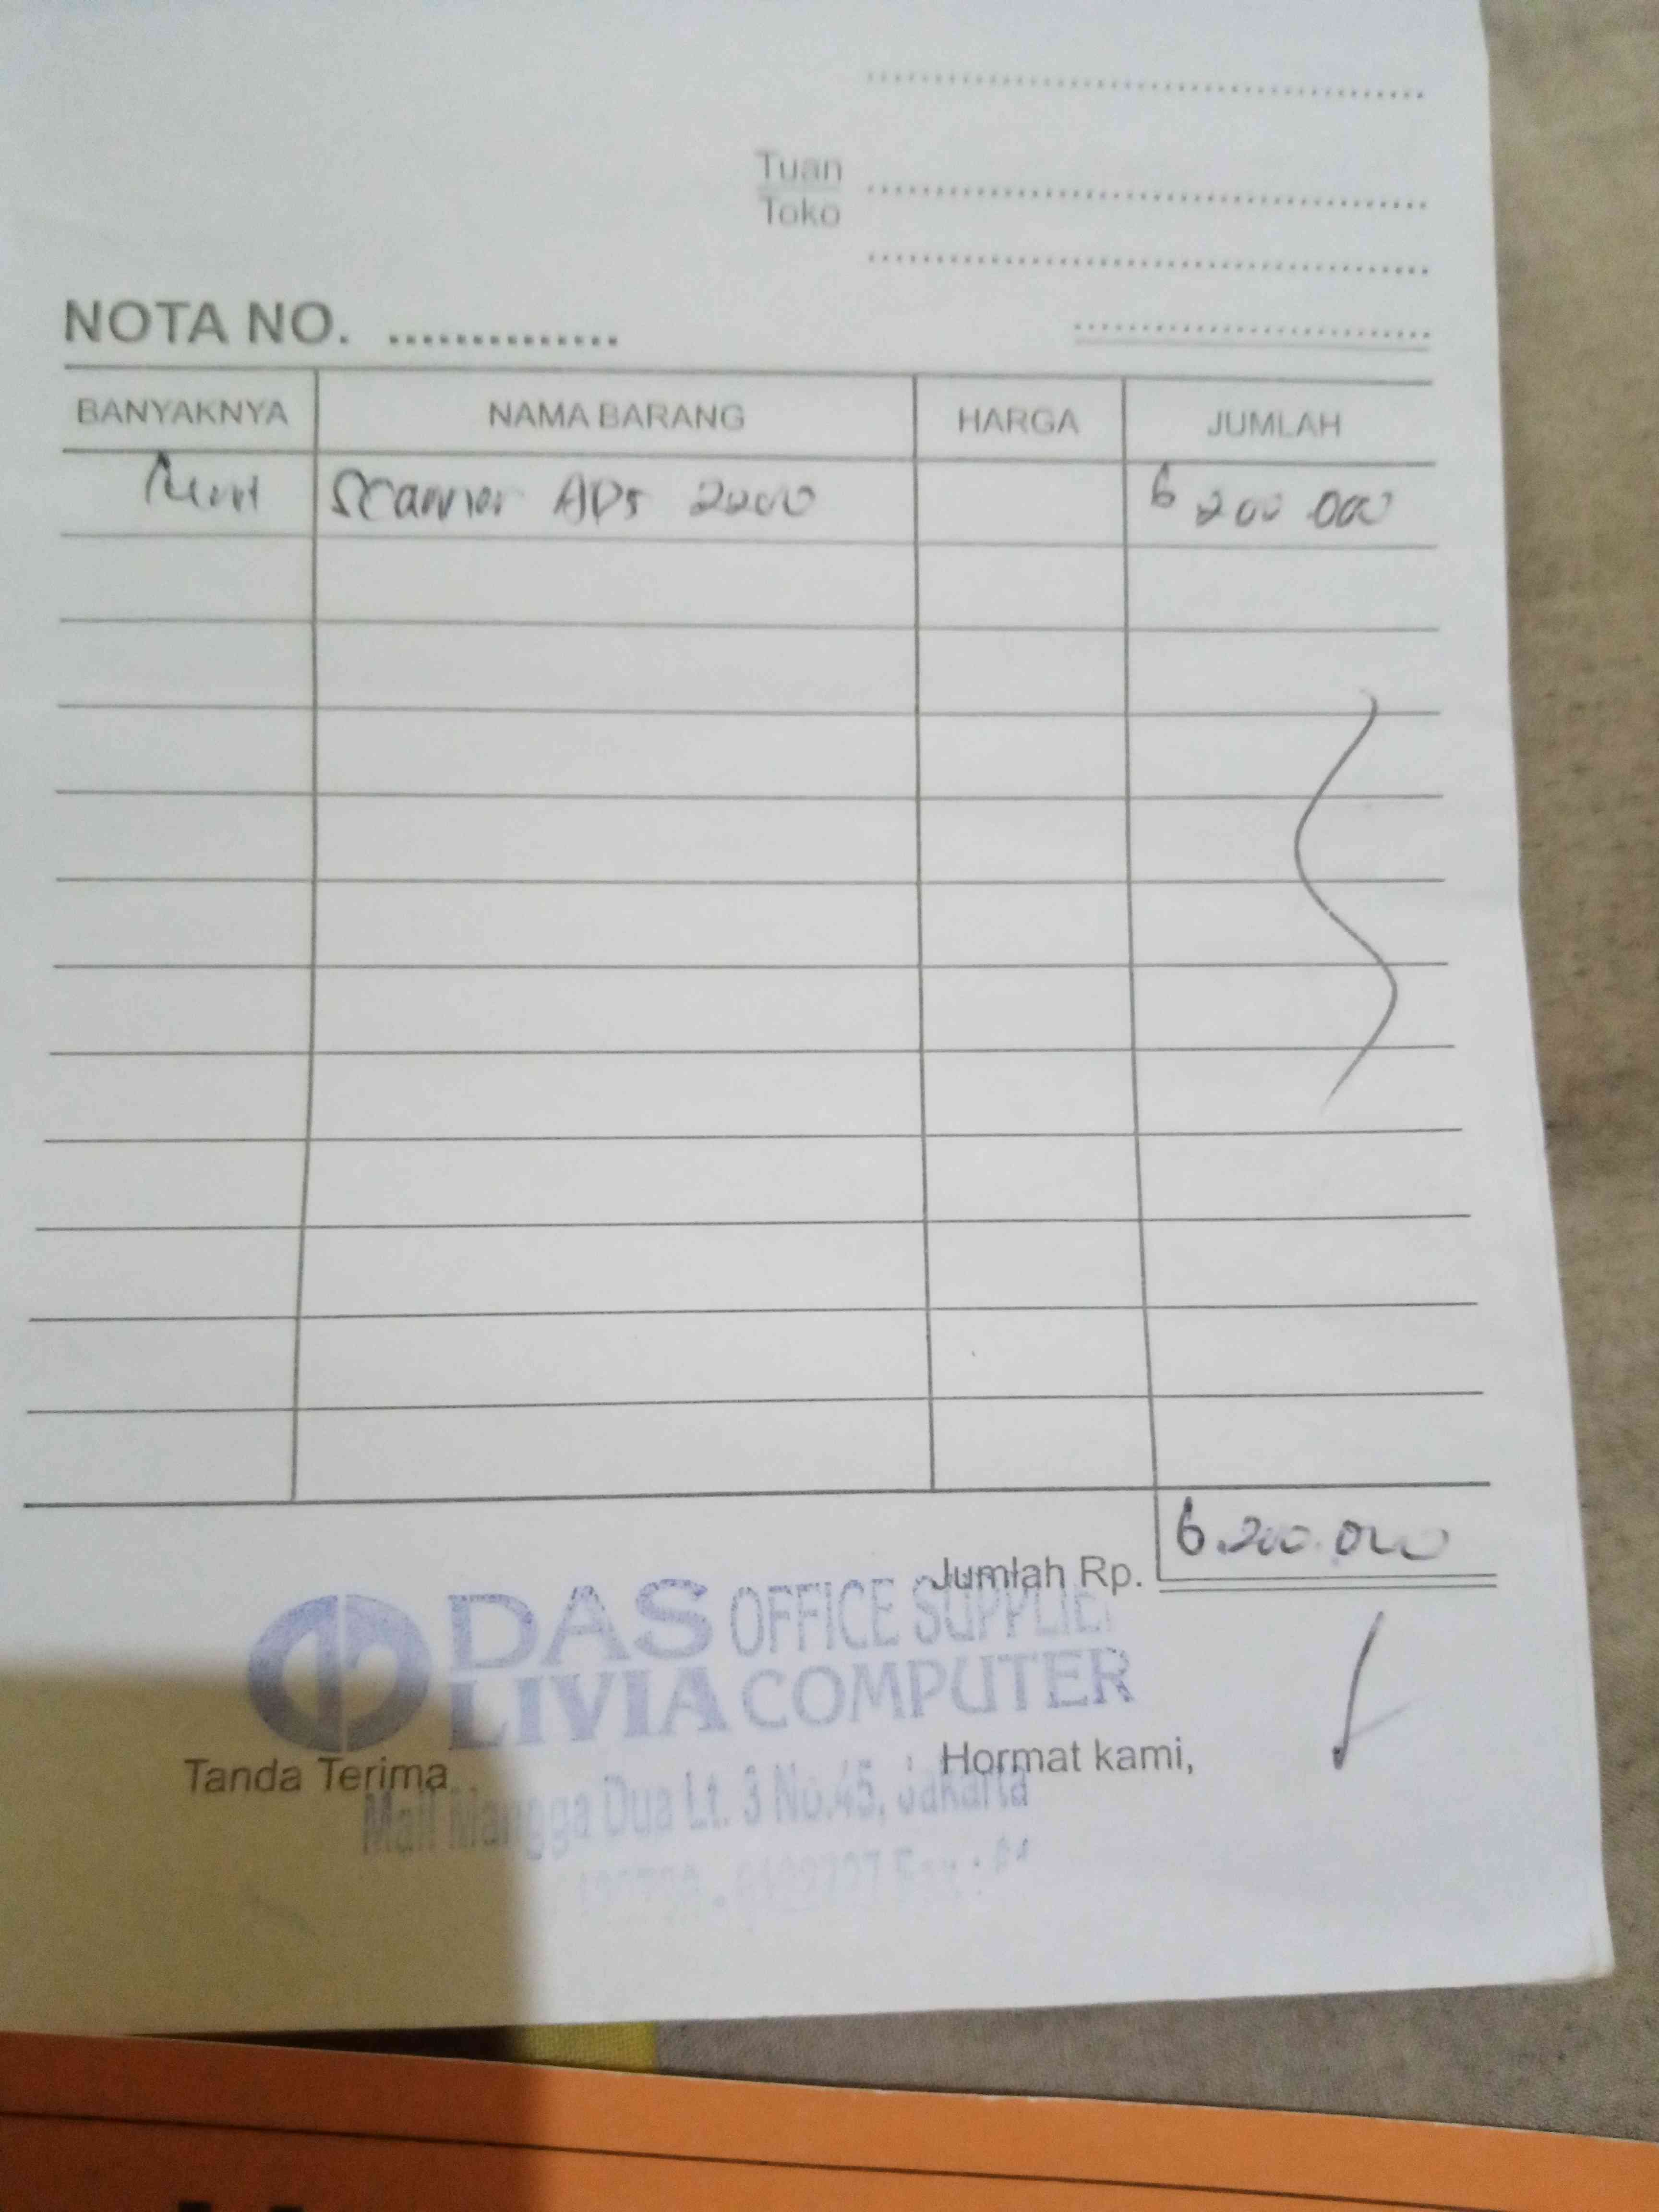 Tuan
Toko
NOTA NO. ..............
BANYAKNYA NAMA BARANG HARGA JUMLAH
Scanner ADS 2200 6 200 000
Jumlah Rp. 6.200.000
DAS OFFICE SUPPLIES
LIVIA COMPUTER
Tanda Terima Hormat kami,
Mall Mangga Dua Lt. 3 No.45, Jakarta